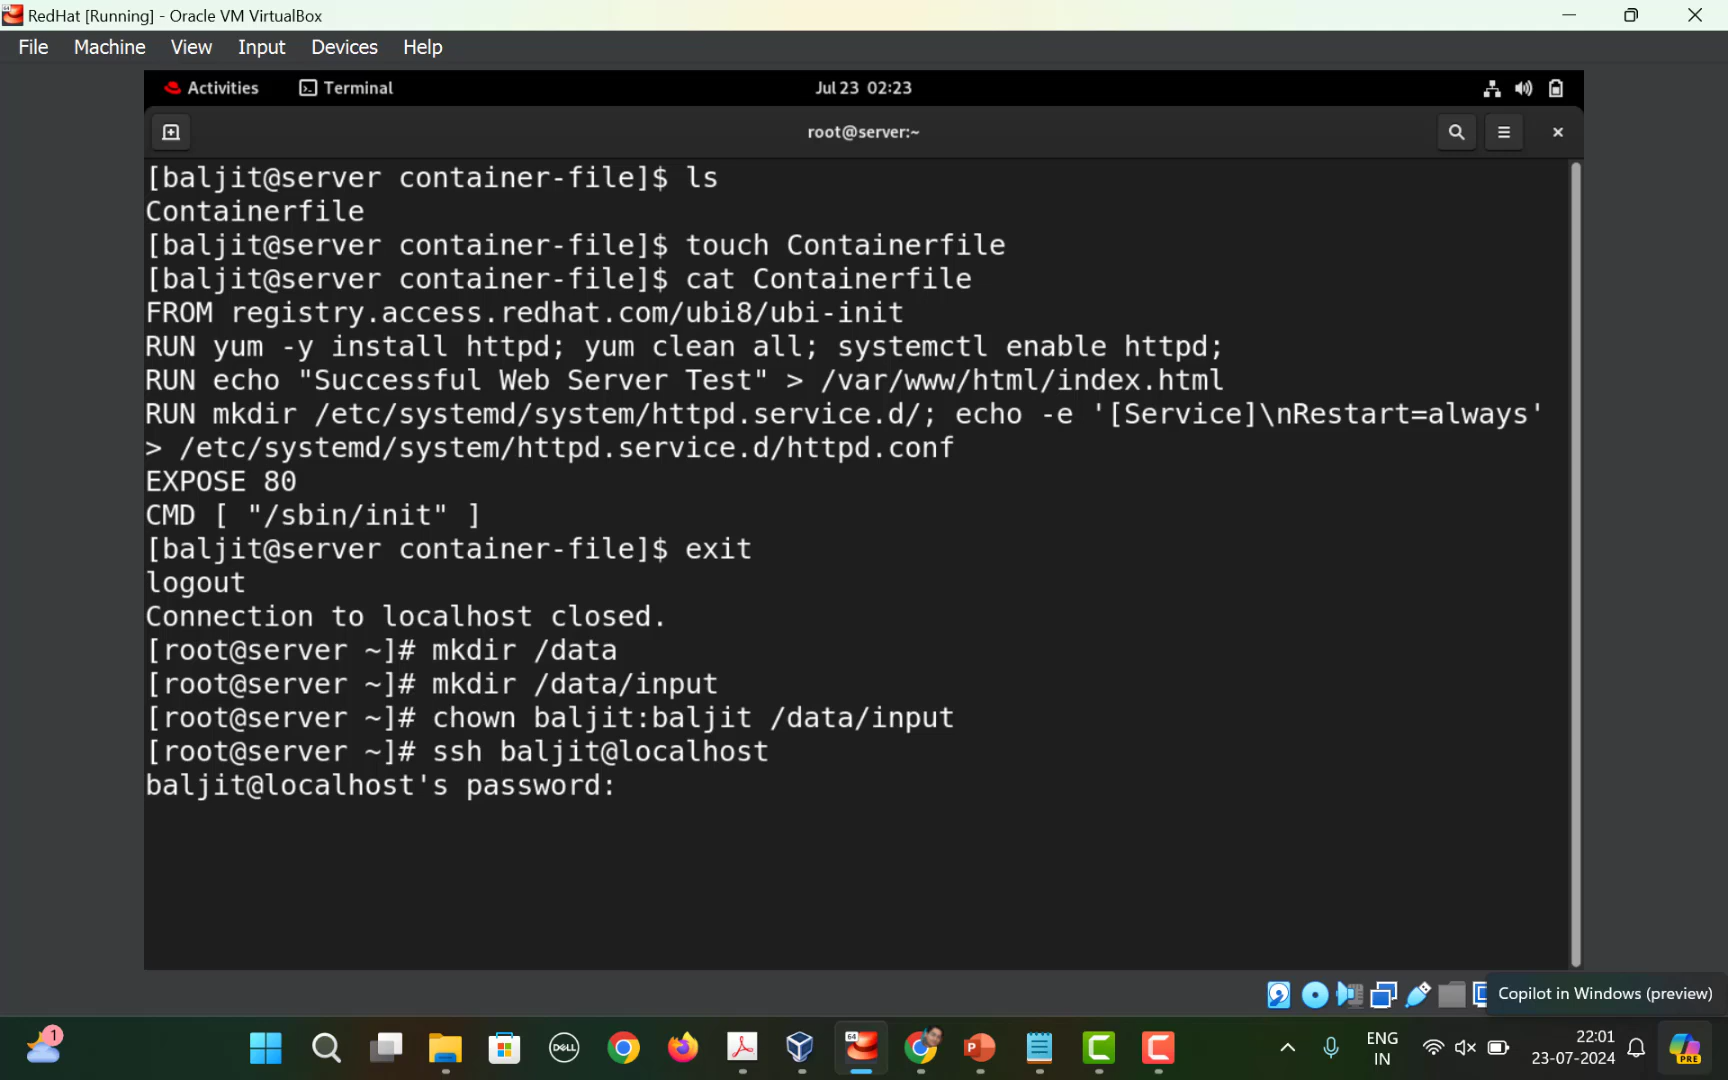 RedHat [Running] - Oracle VM VirtualBox
File Machine View Input Devices Help
Activities Terminal Jul 23 02:23
root@server:~
[baljit@server container-file]$ ls
Containerfile
[baljit@server container-file]$ touch Containerfile
[baljit@server container-file]$ cat Containerfile
FROM registry.access.redhat.com/ubi8/ubi-init
RUN yum -y install httpd; yum clean all; systemctl enable httpd;
RUN echo "Successful Web Server Test" > /var/www/html/index.html
RUN mkdir /etc/systemd/system/httpd.service.d/; echo -e '[Service]\nRestart=always'
> /etc/systemd/system/httpd.service.d/httpd.conf
EXPOSE 80
CMD [ "/sbin/init" ]
[baljit@server container-file]$ exit
logout
Connection to localhost closed.
[root@server ~]# mkdir /data
[root@server ~]# mkdir /data/input
[root@server ~]# chown baljit:baljit /data/input
[root@server ~]# ssh baljit@localhost
baljit@localhost's password:
Copilot in Windows (preview)
1
DELL
64
ENG
IN
22:01
23-07-2024
PRE